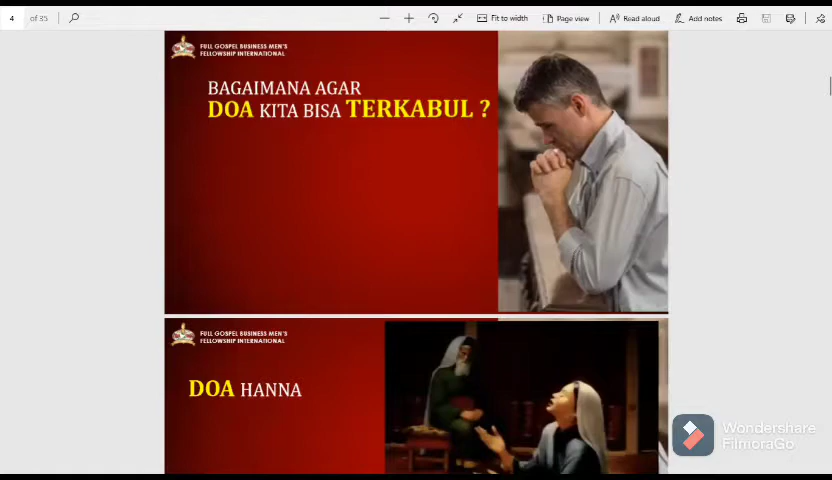 4 of 35
Fit to width
Page view
Read aloud
Add notes
FULL GOSPEL BUSINESS MEN'S
FELLOWSHIP INTERNATIONAL
BAGAIMANA AGAR
DOA KITA BISA TERKABUL ?
FULL GOSPEL BUSINESS MEN'S
FELLOWSHIP INTERNATIONAL
DOA HANNA
Wondershare
FilmoraGo